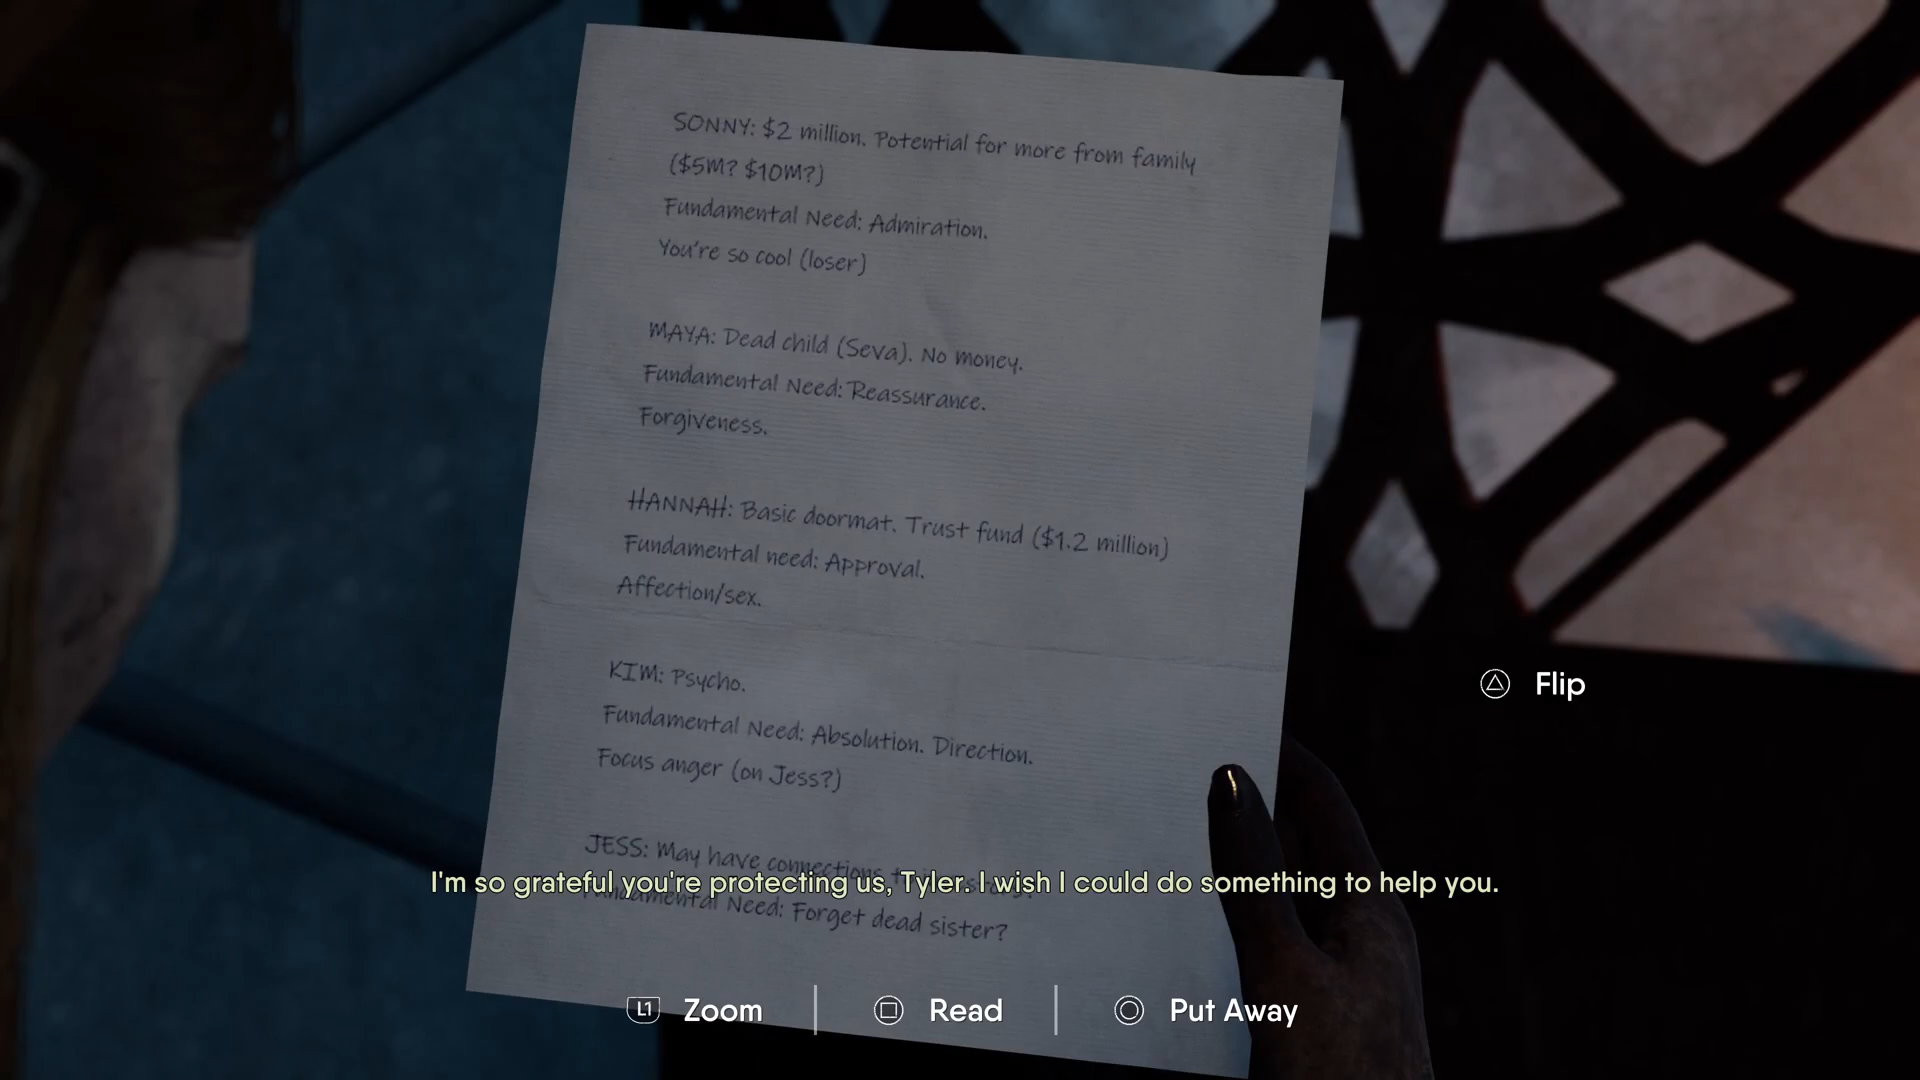 SONNY: $2 million. Potential for more from family
($5M? $10M?)
Fundamental Need: Admiration.
You're so cool (loser)
MAYA: Dead child (Seva). No money.
Fundamental Need: Reassurance.
Forgiveness.
HANNAH: Basic doormat. Trust fund ($1.2 million)
Fundamental need: Approval.
Affection/sex.
KIM: Psycho.
Fundamental Need: Absolution. Direction.
Focus anger (on Jess?)
JESS: May have connections
Fundamental Need: Forget dead sister?
I'm so grateful you're protecting us, Tyler. I wish I could do something to help you.
Flip
L1 Zoom | Read | Put Away